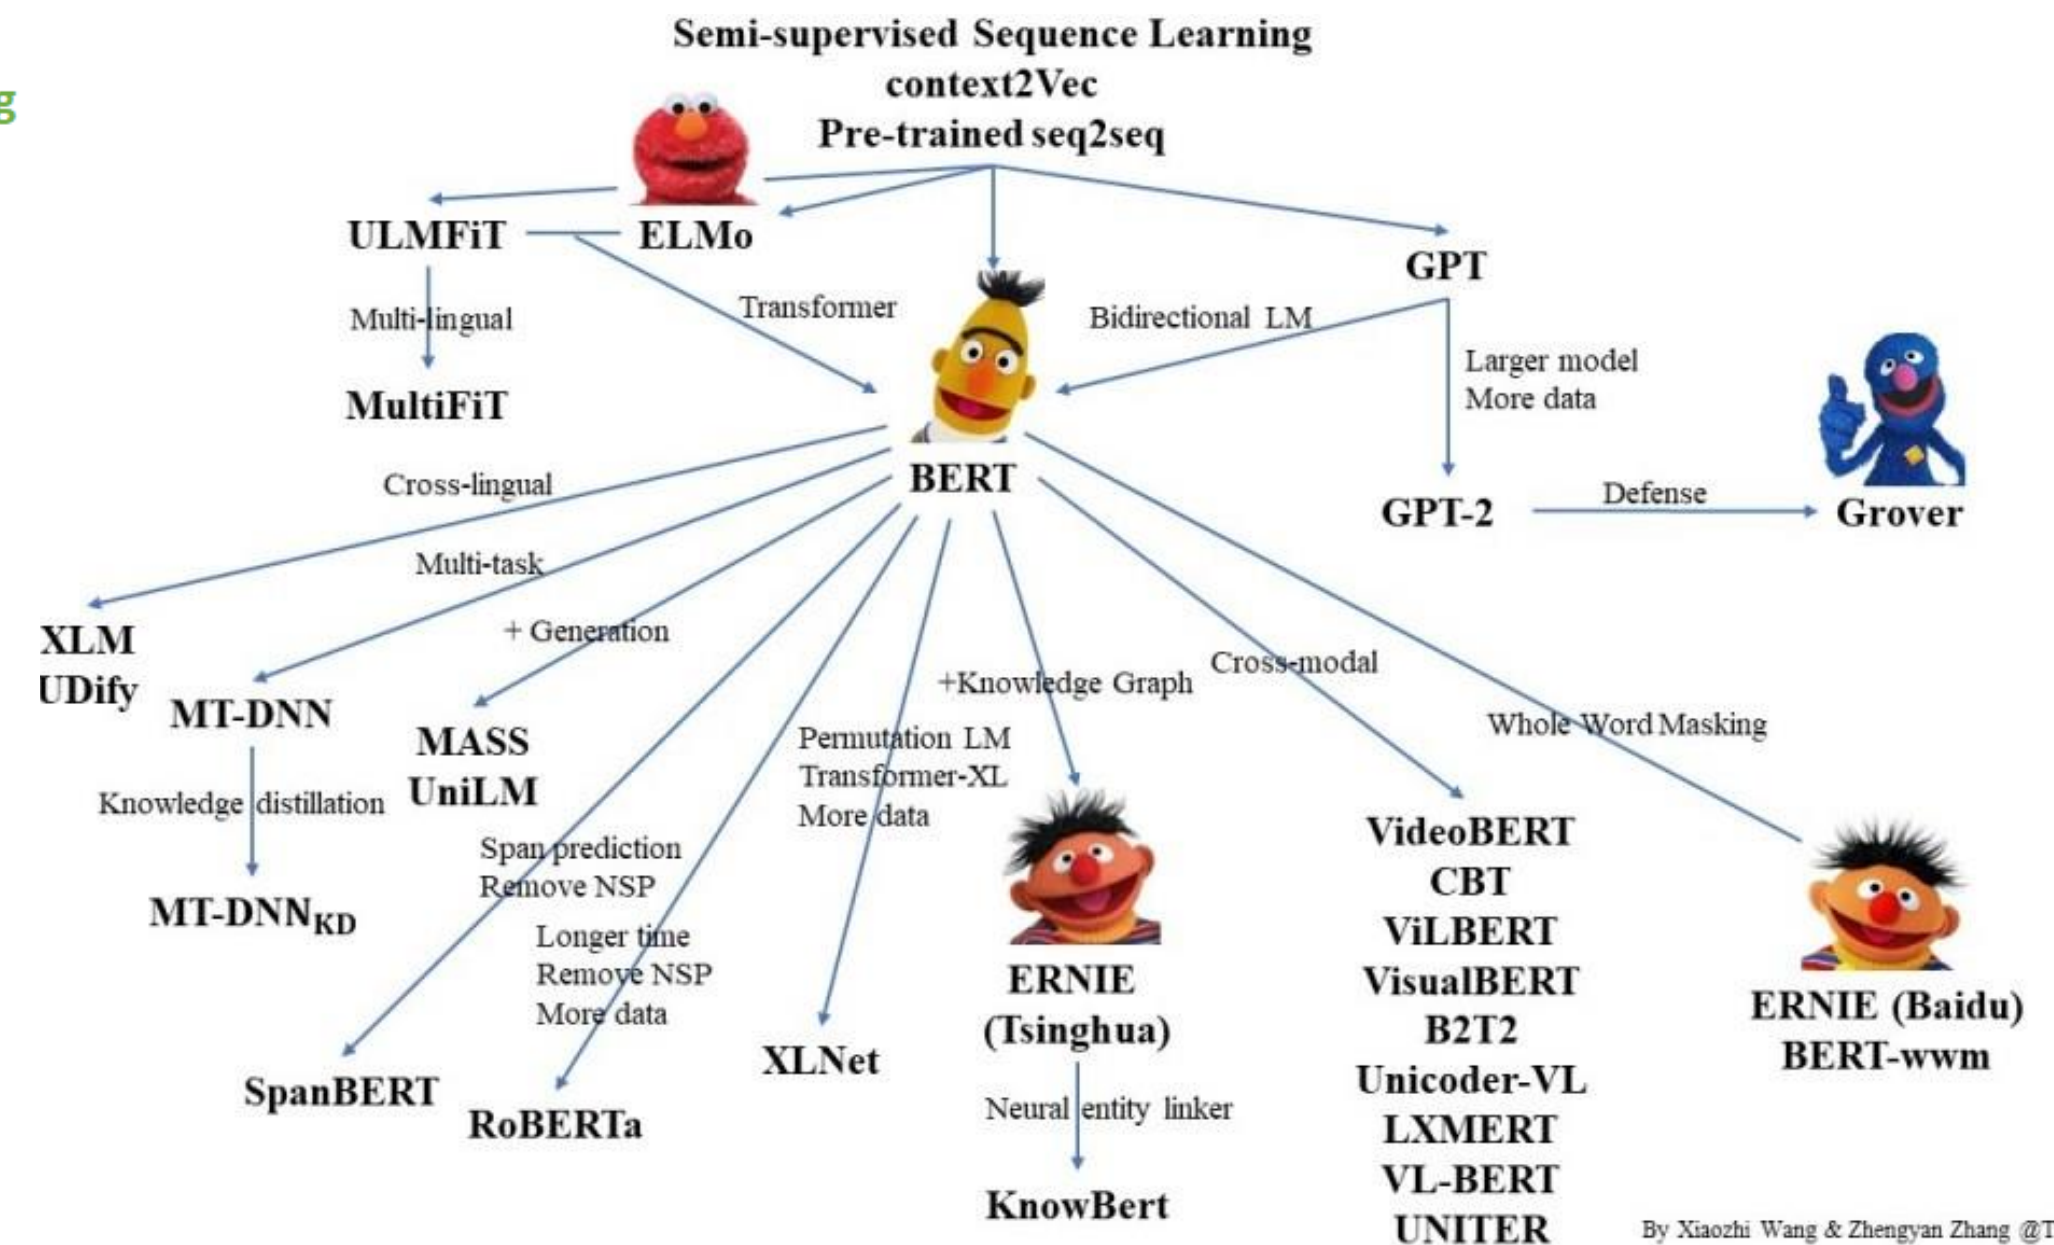 Semi-supervised Sequence Learning
context2Vec
Pre-trained seq2seq
g
ULMFiT
ELMo
GPT
Multi-lingual
Transformer
Bidirectional LM
Larger model
More data
MultiFiT
BERT
Cross-lingual
GPT-2
Defense
Grover
Multi-task
+ Generation
XLM
UDify
MT-DNN
MASS
UniLM
+Knowledge Graph
Cross-modal
Whole Word Masking
Permutation LM
Transformer-XL
More data
Knowledge distillation
MT-DNNKD
Span prediction
Remove NSP
Longer time
Remove NSP
More data
SpanBERT
RoBERTa
XLNet
ERNIE
(Tsinghua)
Neural entity linker
KnowBert
VideoBERT
CBT
ViLBERT
VisualBERT
B2T2
Unicoder-VL
LXMERT
VL-BERT
UNITER
ERNIE (Baidu)
BERT-wwm
By Xiaozhi Wang & Zhengyan Zhang @T